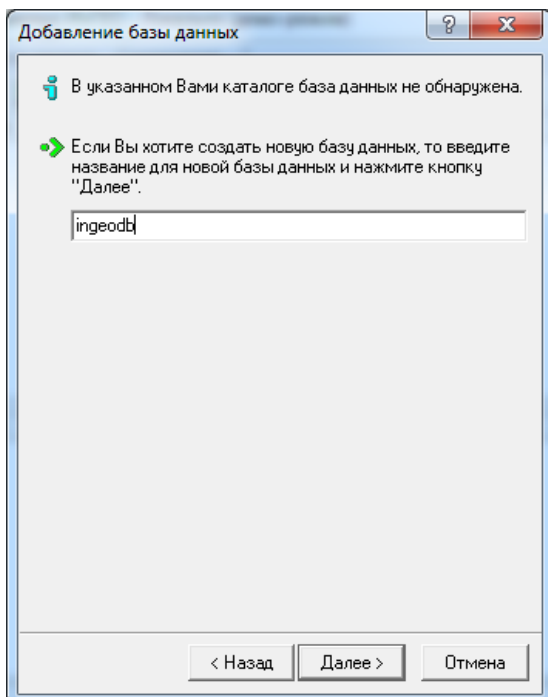 Добавление базы данных
В указанном Вами каталоге база данных не обнаружена.
Если Вы хотите создать новую базу данных, то введите
название для новой базы данных и нажмите кнопку
"Далее".
ingeodb
< Назад
Далее >
Отмена